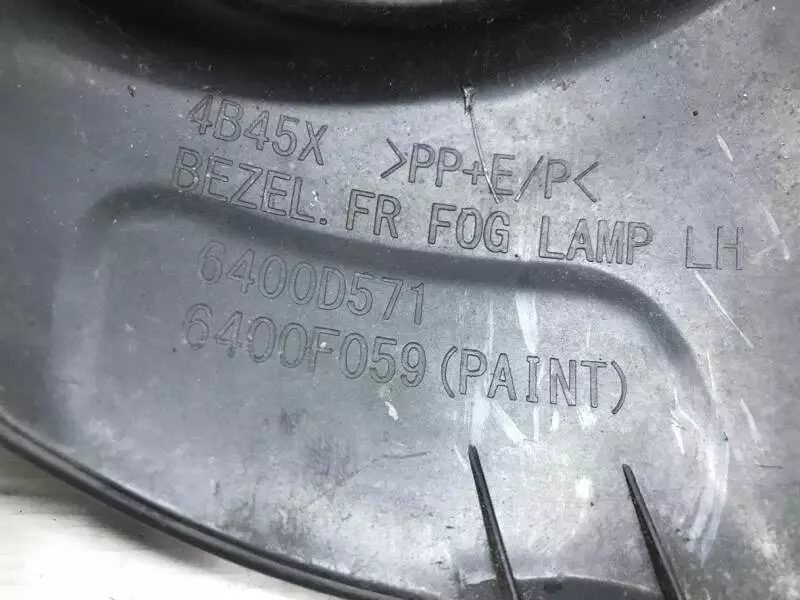 4B45X >PP+E/P<
BEZEL. FR FOG LAMP LH
6400D571
6400F059 (PAINT)